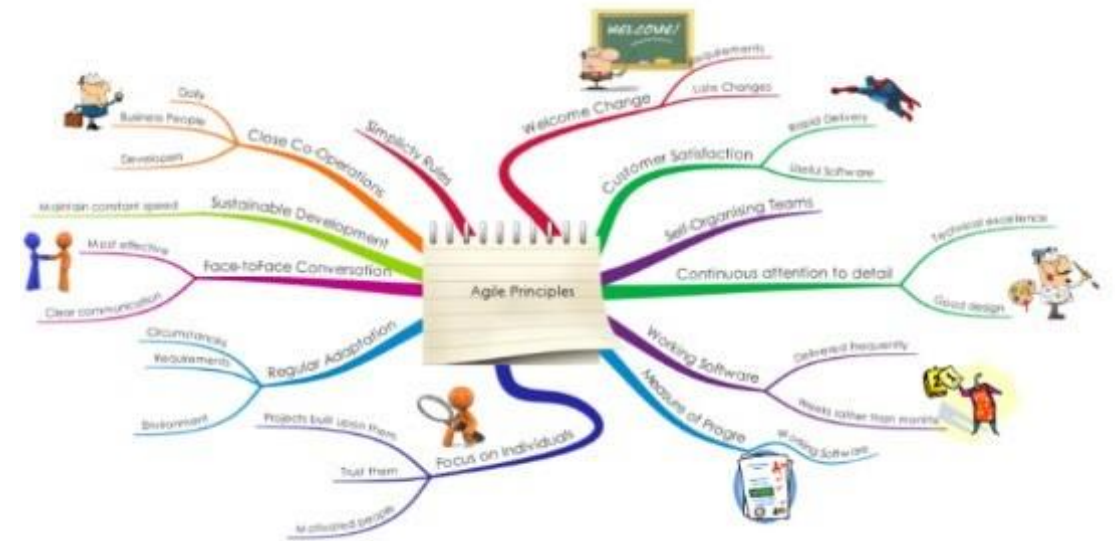 Agile Principles
WELCOME!
Welcome Change
Requirements
Late Changes
Customer Satisfaction
Rapid Delivery
Useful Software
Self-Organising Teams
Continuous attention to detail
Technical excellence
Good design
Working Software
Delivered frequently
Weeks rather than months
Measure of Progre
Working Software
A+
Focus on Individuals
Projects built upon them
Trust them
Motivated people
Regular Adaptation
Circumstances
Requirements
Environment
Face-toFace Conversation
Most effective
Clear communication
Sustainable Development
Maintain constant speed
Close Co-Operations
Daily
Business People
Developers
Simplicty Rules